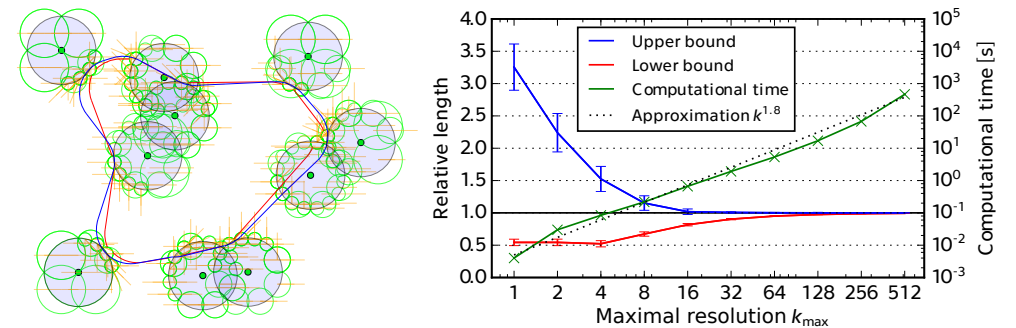 Relative length
4.0
3.5
3.0
2.5
2.0
1.5
1.0
0.5
0.0
Upper bound
Lower bound
Computational time
Approximation k^1.8
10^5
10^4
10^3
10^2
10^1
10^0
10^-1
10^-2
10^-3
Computational time [s]
1 2 4 8 16 32 64 128 256 512
Maximal resolution k_max